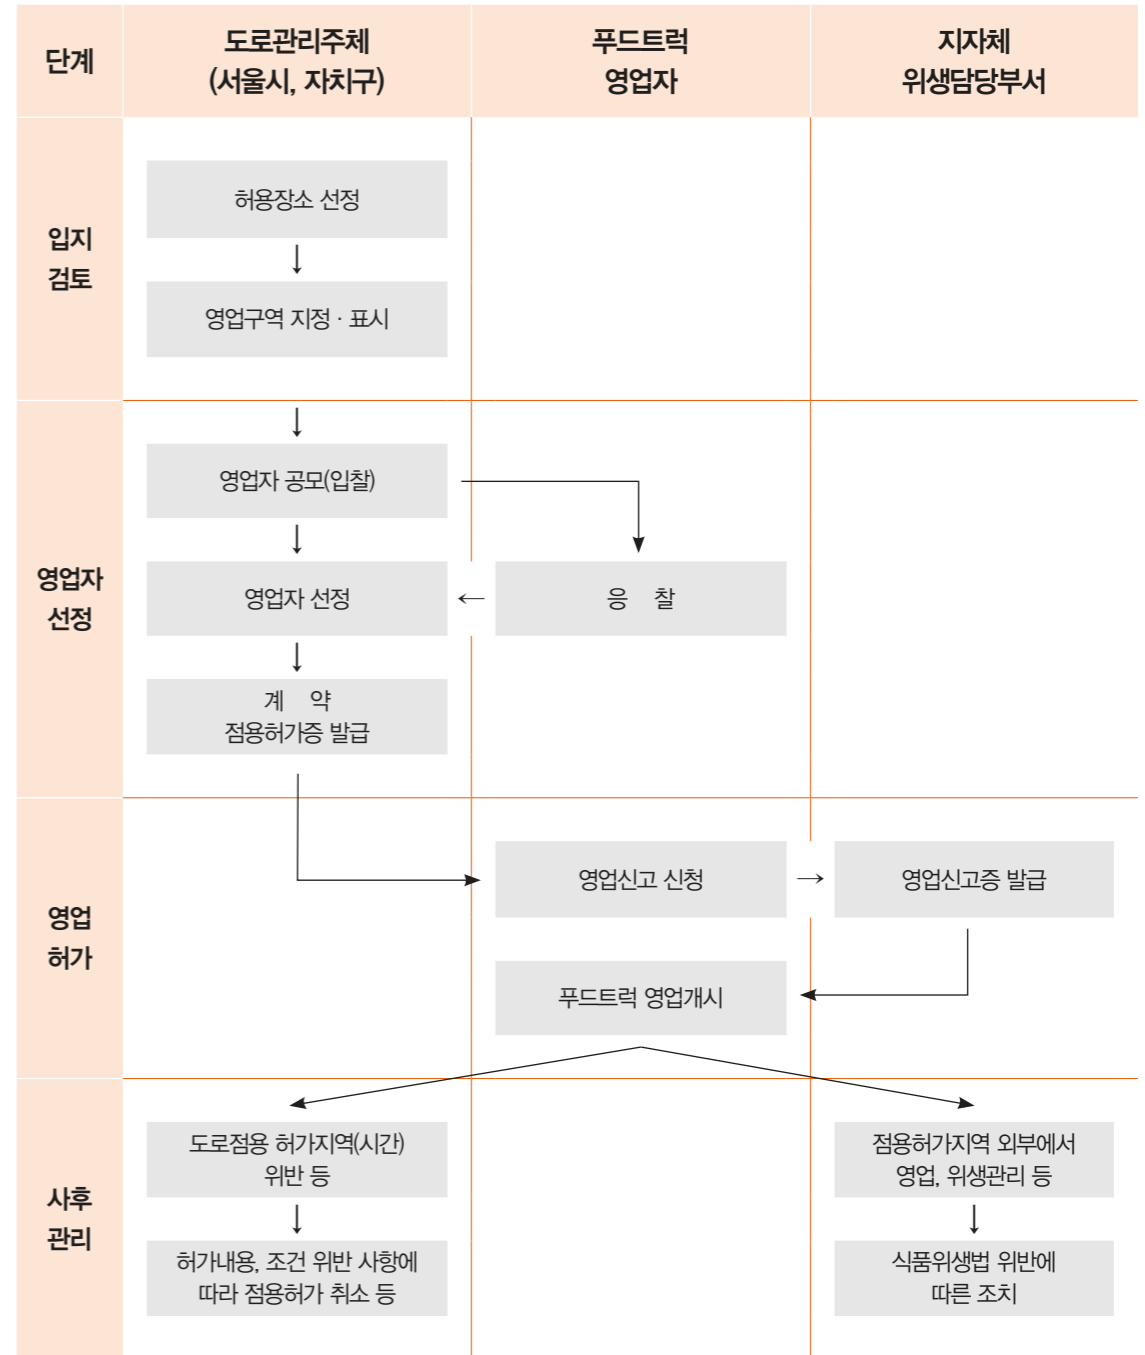 단계
도로관리주체
(서울시, 자치구)
푸드트럭
영업자
지자체
위생담당부서
입지
검토
허용장소 선정
↓
영업구역 지정 · 표시
↓
영업자
선정
영업자 공모(입찰)
↓
영업자 선정
←
응 찰
↓
계 약
점용허가증 발급
영업
허가
영업신고 신청
→
영업신고증 발급
푸드트럭 영업개시
사후
관리
도로점용 허가지역(시간)
위반 등
↓
허가내용, 조건 위반 사항에
따라 점용허가 취소 등
점용허가지역 외부에서
영업, 위생관리 등
↓
식품위생법 위반에
따른 조치